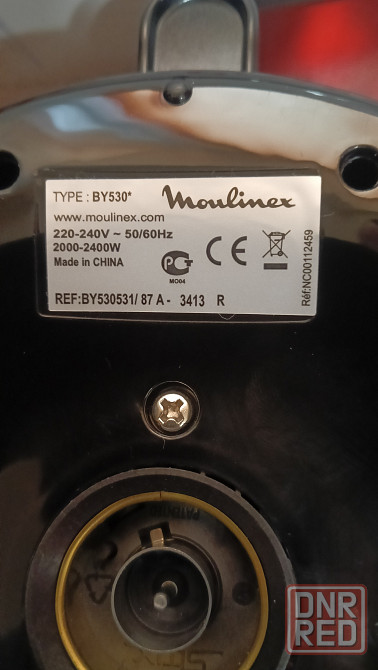 TYPE : BY530*
Moulinex
www.moulinex.com
220-240V ~ 50/60Hz
2000-2400W
Made in CHINA
PCT
MO04
CE
REF:BY530531/ 87 A - 3413 R
Réf:NC00112459
DNR
RED